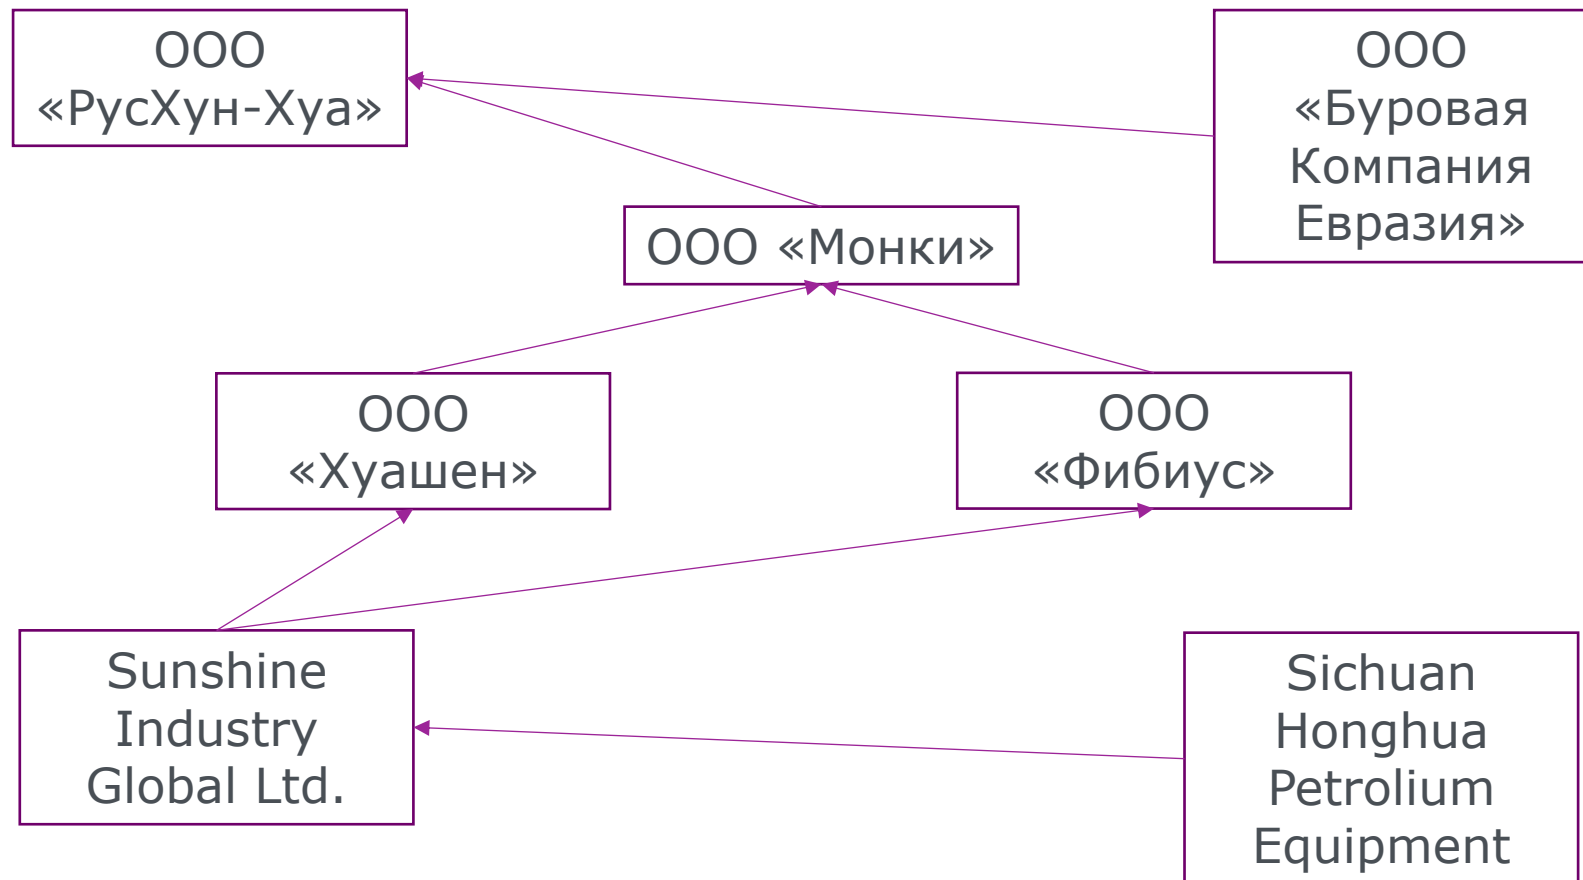 ООО
«РусХун-Хуа»
ООО
«Буровая
Компания
Евразия»
ООО «Монки»
ООО
«Хуашен»
ООО
«Фибиус»
Sunshine
Industry
Global Ltd.
Sichuan
Honghua
Petrolium
Equipment